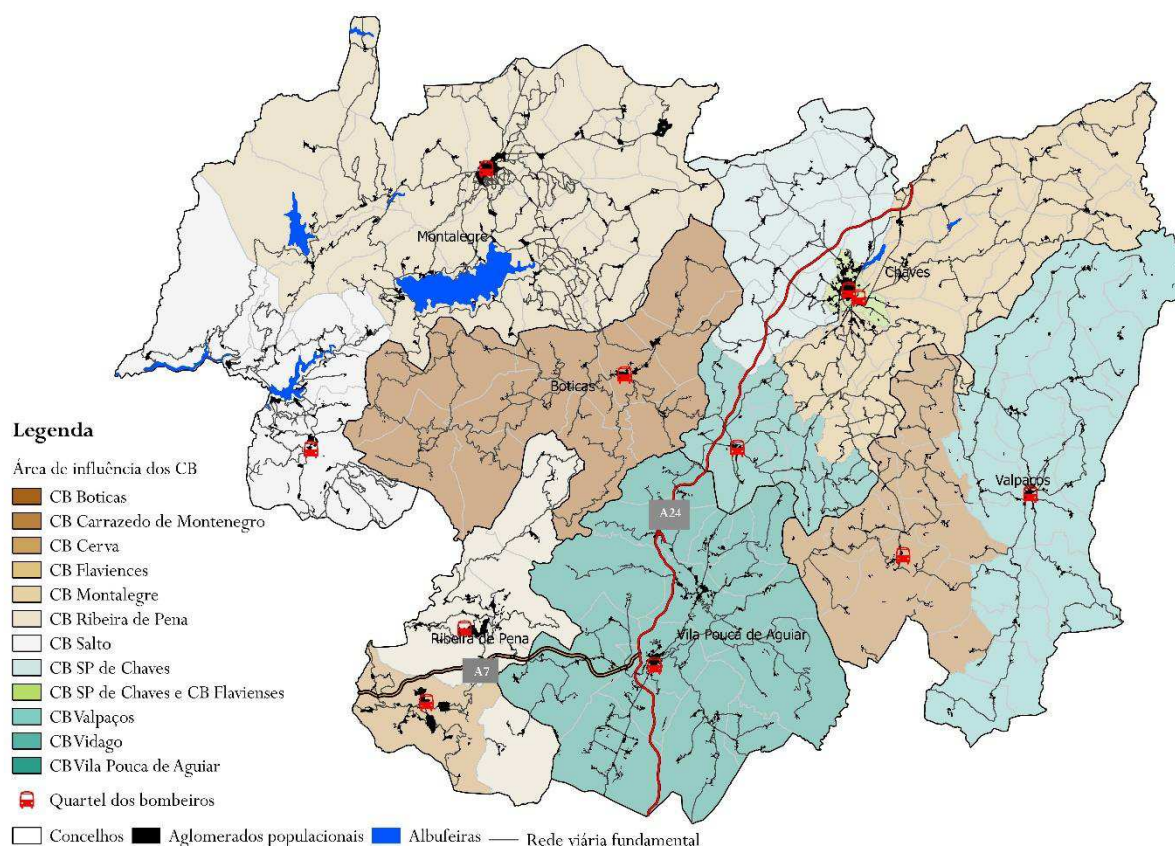 Montalegre
Chaves
Boticas
Valpaços
A24
Vila Pouca de Aguiar
Ribeira de Pena
A7
Legenda
Área de influência dos CB
CB Boticas
CB Carrazedo de Montenegro
CB Cerva
CB Flaviences
CB Montalegre
CB Ribeira de Pena
CB Salto
CB SP de Chaves
CB SP de Chaves e CB Flavienses
CB Valpaços
CB Vidago
CB Vila Pouca de Aguiar
Quartel dos bombeiros
Concelhos Aglomerados populacionais Albufeiras Rede viária fundamental